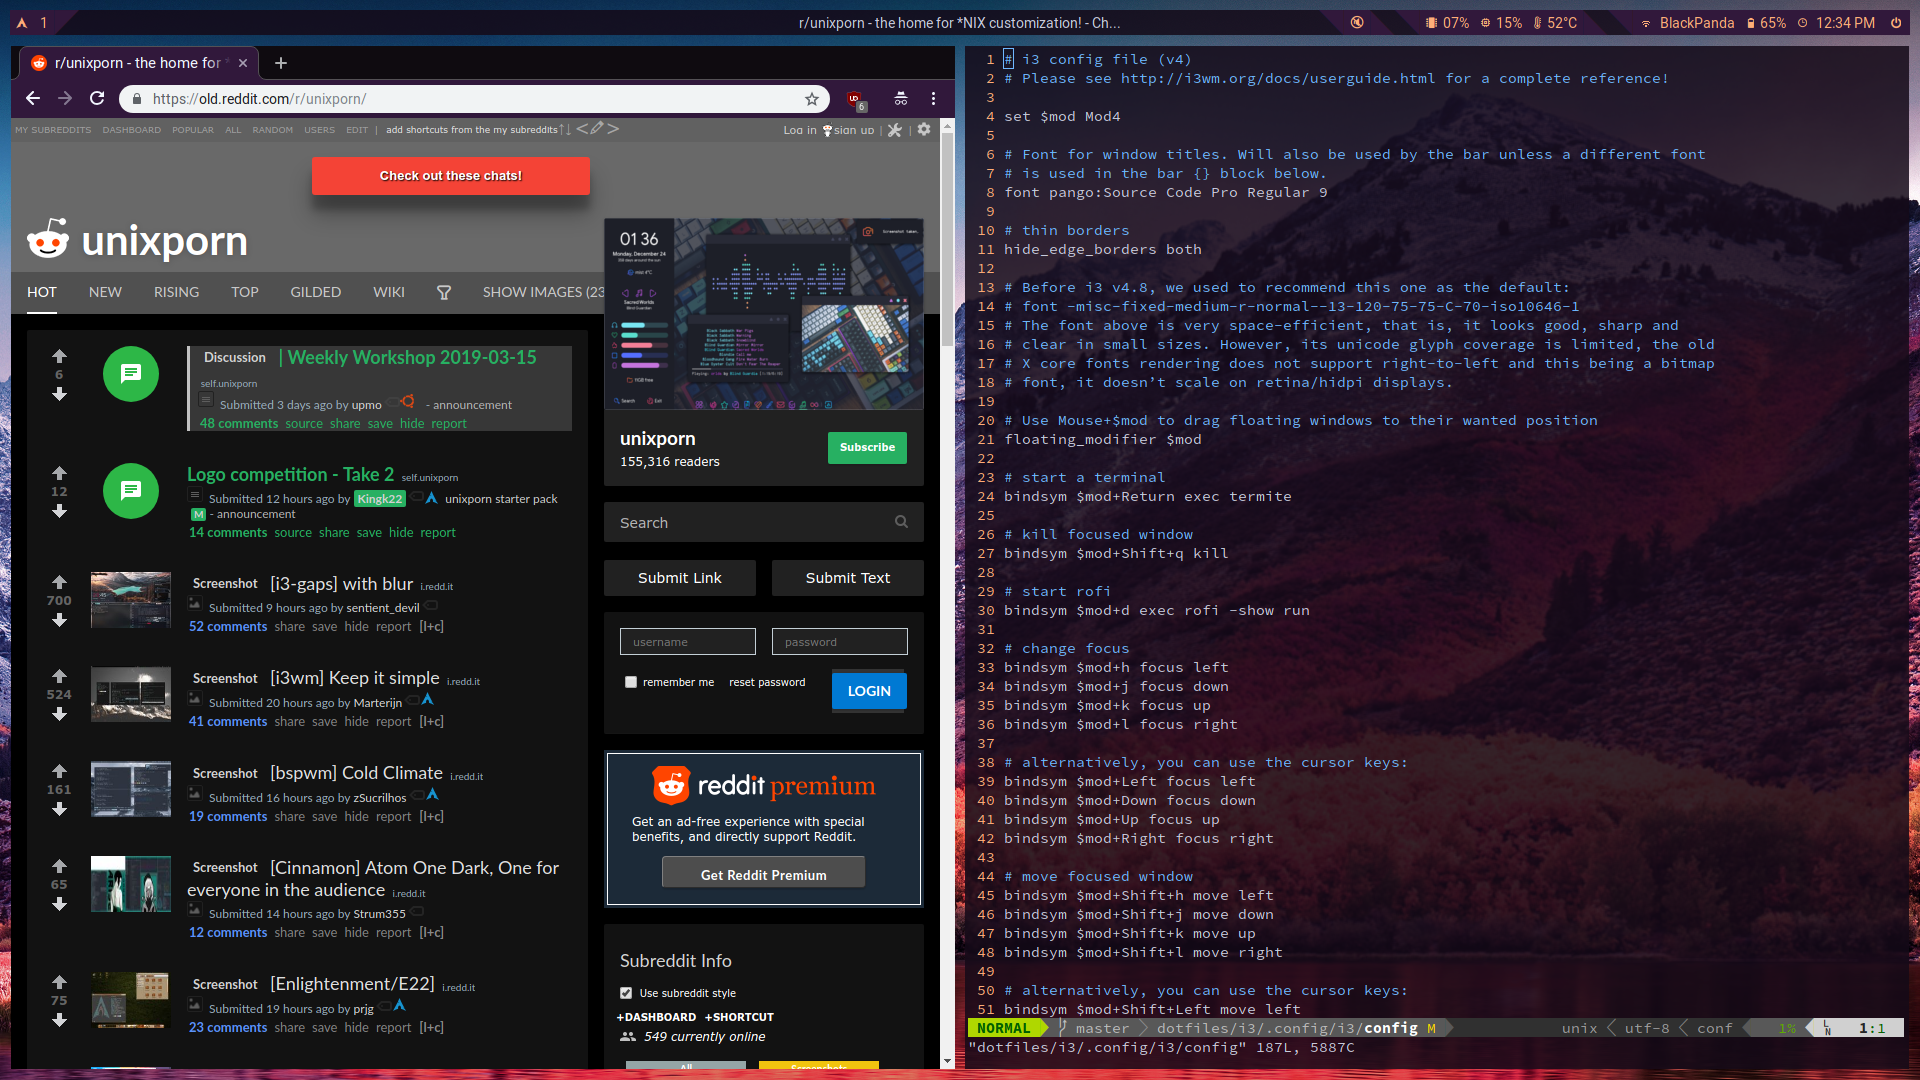 1
r/unixporn - the home for *NIX customization! - Ch...
07% 15% 52°C
BlackPanda 65% 12:34 PM
r/unixporn - the home for
https://old.reddit.com/r/unixporn/
6
MY SUBREDDITS DASHBOARD POPULAR ALL RANDOM USERS EDIT | add shortcuts from the my subreddits
Log in sign up | |
Check out these chats!
unixporn
HOT NEW RISING TOP GILDED WIKI SHOW IMAGES (23
6
Discussion | Weekly Workshop 2019-03-15
self.unixporn
Submitted 3 days ago by upmo - announcement
48 comments source share save hide report
12
Logo competition - Take 2 self.unixporn
Submitted 12 hours ago by Kingk22 unixporn starter pack
M - announcement
14 comments source share save hide report
700
Screenshot [i3-gaps] with blur i.redd.it
Submitted 9 hours ago by sentient_devil
52 comments share save hide report [l+c]
524
Screenshot [i3wm] Keep it simple i.redd.it
Submitted 20 hours ago by Marterijn
41 comments share save hide report [l+c]
161
Screenshot [bspwm] Cold Climate i.redd.it
Submitted 16 hours ago by zSucrilhos
19 comments share save hide report [l+c]
65
Screenshot [Cinnamon] Atom One Dark, One for
everyone in the audience i.redd.it
Submitted 14 hours ago by Strum355
12 comments share save hide report [l+c]
75
Screenshot [Enlightenment/E22] i.redd.it
Submitted 19 hours ago by prjg
23 comments share save hide report [l+c]
01 36
Monday, December 24
unixporn
155,316 readers
Subscribe
Search
Submit Link Submit Text
username password
remember me reset password LOGIN
reddit premium
Get an ad-free experience with special
benefits, and directly support Reddit.
Get Reddit Premium
Subreddit Info
Use subreddit style
+DASHBOARD +SHORTCUT
549 currently online
All Screenshots
1 # i3 config file (v4)
2 # Please see http://i3wm.org/docs/userguide.html for a complete reference!
3
4 set $mod Mod4
5
6 # Font for window titles. Will also be used by the bar unless a different font
7 # is used in the bar {} block below.
8 font pango:Source Code Pro Regular 9
9
10 # thin borders
11 hide_edge_borders both
12
13 # Before i3 v4.8, we used to recommend this one as the default:
14 # font -misc-fixed-medium-r-normal--13-120-75-75-C-70-iso10646-1
15 # The font above is very space-efficient, that is, it looks good, sharp and
16 # clear in small sizes. However, its unicode glyph coverage is limited, the old
17 # X core fonts rendering does not support right-to-left and this being a bitmap
18 # font, it doesn’t scale on retina/hidpi displays.
19
20 # Use Mouse+$mod to drag floating windows to their wanted position
21 floating_modifier $mod
22
23 # start a terminal
24 bindsym $mod+Return exec termite
25
26 # kill focused window
27 bindsym $mod+Shift+q kill
28
29 # start rofi
30 bindsym $mod+d exec rofi -show run
31
32 # change focus
33 bindsym $mod+h focus left
34 bindsym $mod+j focus down
35 bindsym $mod+k focus up
36 bindsym $mod+l focus right
37
38 # alternatively, you can use the cursor keys:
39 bindsym $mod+Left focus left
40 bindsym $mod+Down focus down
41 bindsym $mod+Up focus up
42 bindsym $mod+Right focus right
43
44 # move focused window
45 bindsym $mod+Shift+h move left
46 bindsym $mod+Shift+j move down
47 bindsym $mod+Shift+k move up
48 bindsym $mod+Shift+l move right
49
50 # alternatively, you can use the cursor keys:
51 bindsym $mod+Shift+Left move left
NORMAL master dotfiles/i3/.config/i3/config M unix utf-8 conf 1% LN 1:1
"dotfiles/i3/.config/i3/config" 187L, 5887C